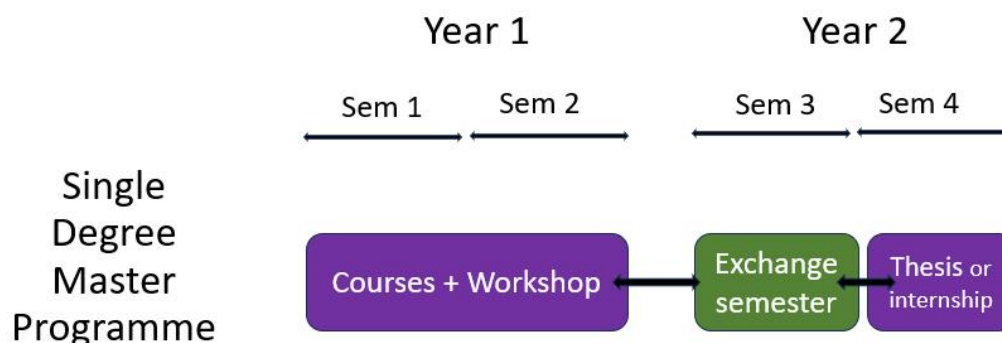 Year 1
Year 2
Sem 1
Sem 2
Sem 3
Sem 4
Single
Degree
Master
Programme
Courses + Workshop
Exchange
semester
Thesis or
internship